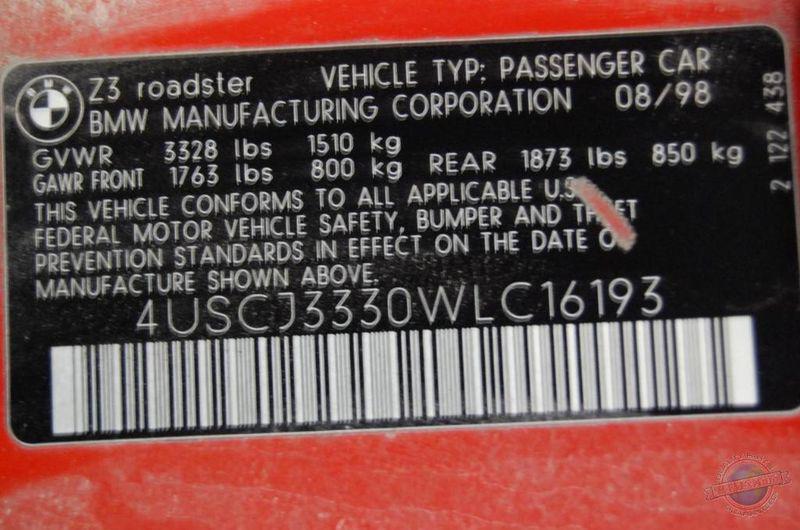 BMW
Z3 roadster VEHICLE TYP: PASSENGER CAR
BMW MANUFACTURING CORPORATION 08/98
GVWR 3328 lbs 1510 kg
GAWR FRONT 1763 lbs 800 kg REAR 1873 lbs 850 kg
THIS VEHICLE CONFORMS TO ALL APPLICABLE U.S
FEDERAL MOTOR VEHICLE SAFETY, BUMPER AND THEFT
PREVENTION STANDARDS IN EFFECT ON THE DATE OF
MANUFACTURE SHOWN ABOVE.
4USCJ3330WLC16193
2 122 438